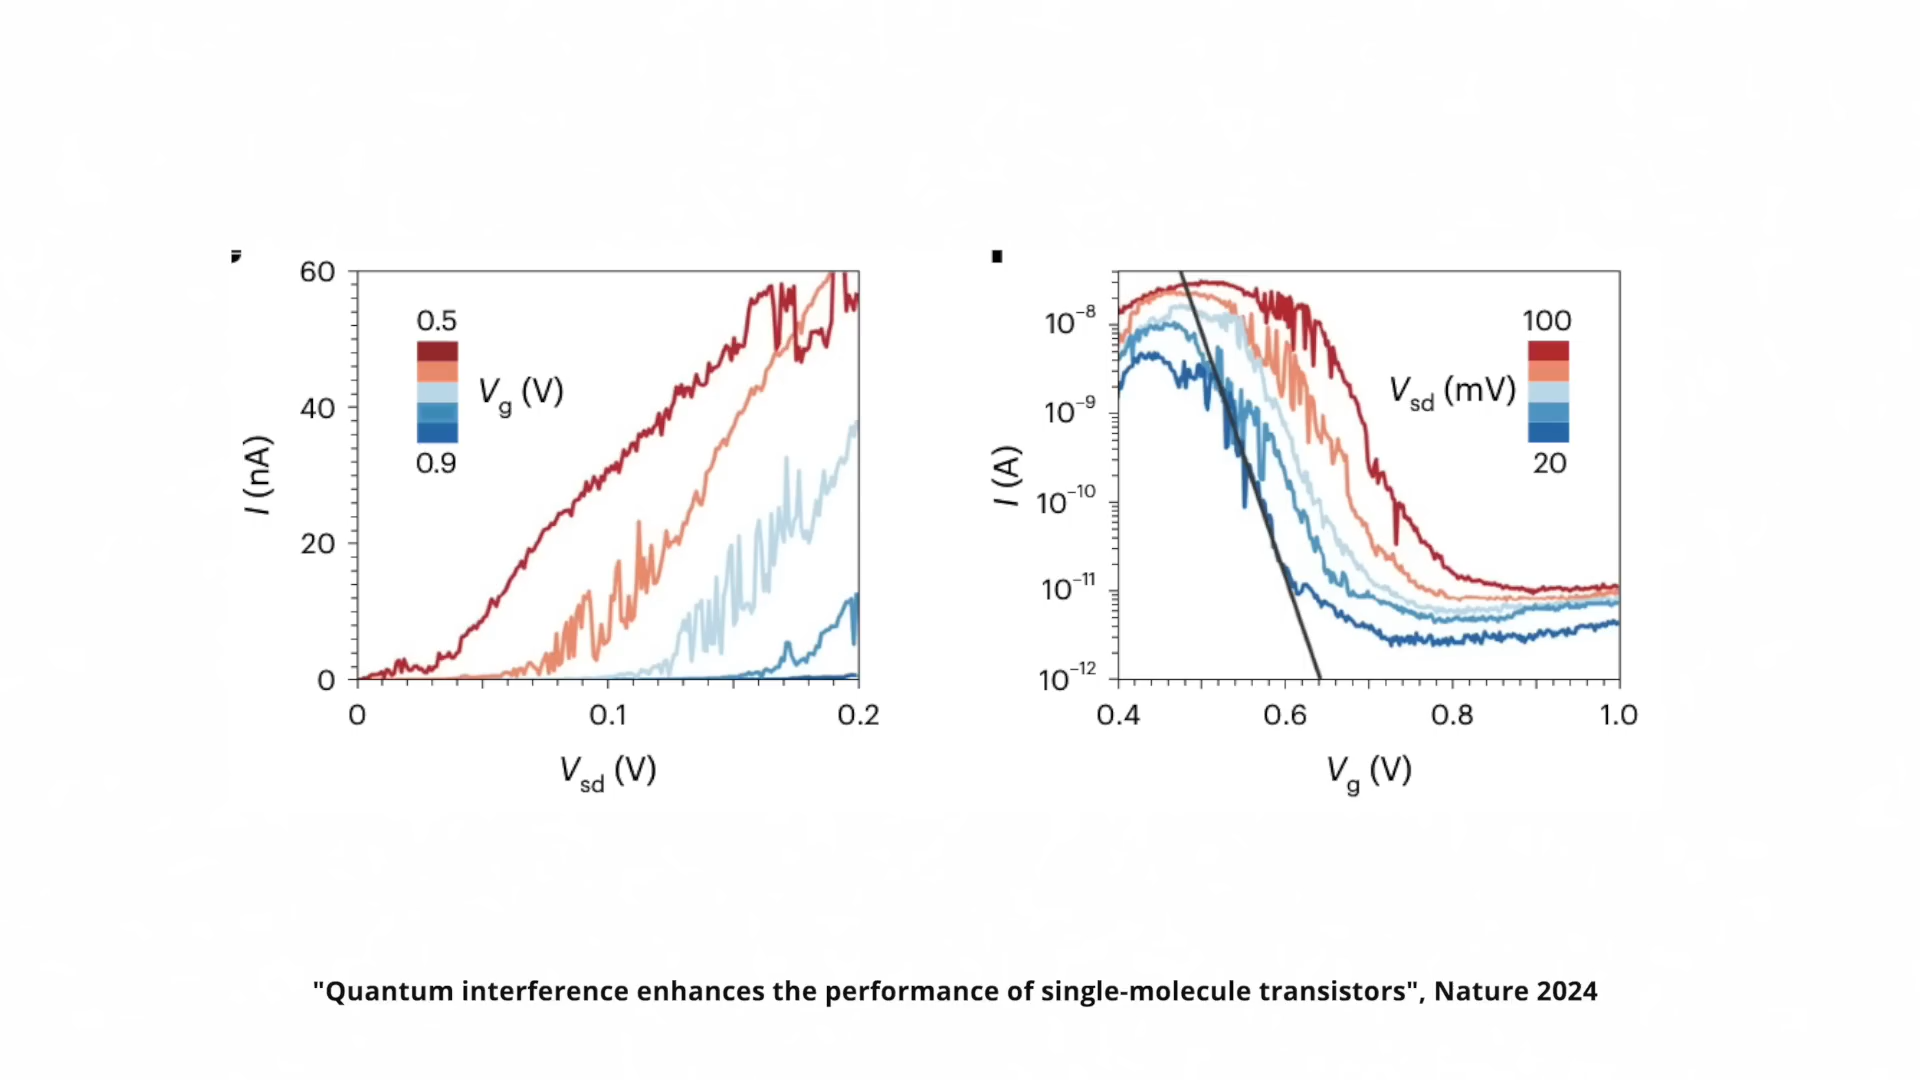 60
40
20
0
I (nA)
0.5
V_g (V)
0.9
0
0.1
0.2
V_sd (V)
10⁻⁸
10⁻⁹
10⁻¹⁰
10⁻¹¹
10⁻¹²
I (A)
100
V_sd (mV)
20
0.4
0.6
0.8
1.0
V_g (V)
"Quantum interference enhances the performance of single-molecule transistors", Nature 2024